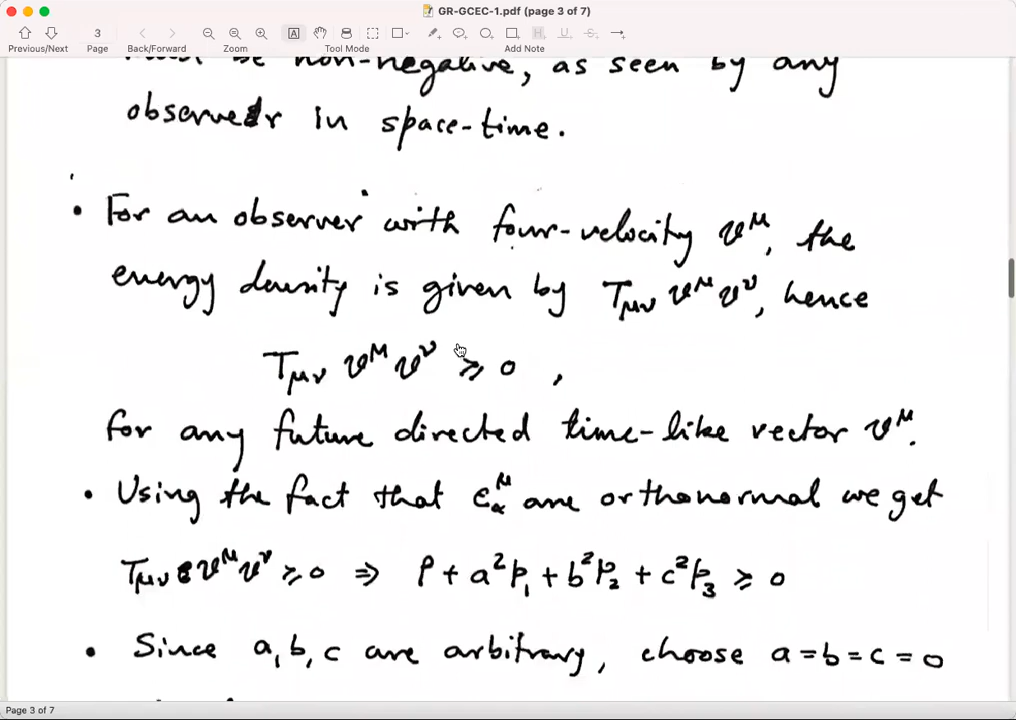 GR-GCEC-1.pdf (page 3 of 7)
3
A
U
S
Previous/Next
Page
Back/Forward
Zoom
Tool Mode
Add Note
be non-negative, as seen by any
observer in space-time.
• For an observer with four-velocity v^μ, the
energy density is given by T_μν v^μ v^ν, hence
T_μν v^μ v^ν ≥ 0 ,
for any future directed time-like vector v^μ.
• Using the fact that e_α^μ are orthonormal we get
T_μν v^μ v^ν ≥ 0 ⇒ ρ + a²p₁ + b²p₂ + c²p₃ ≥ 0
• Since a, b, c are arbitrary, choose a = b = c = 0
Page 3 of 7